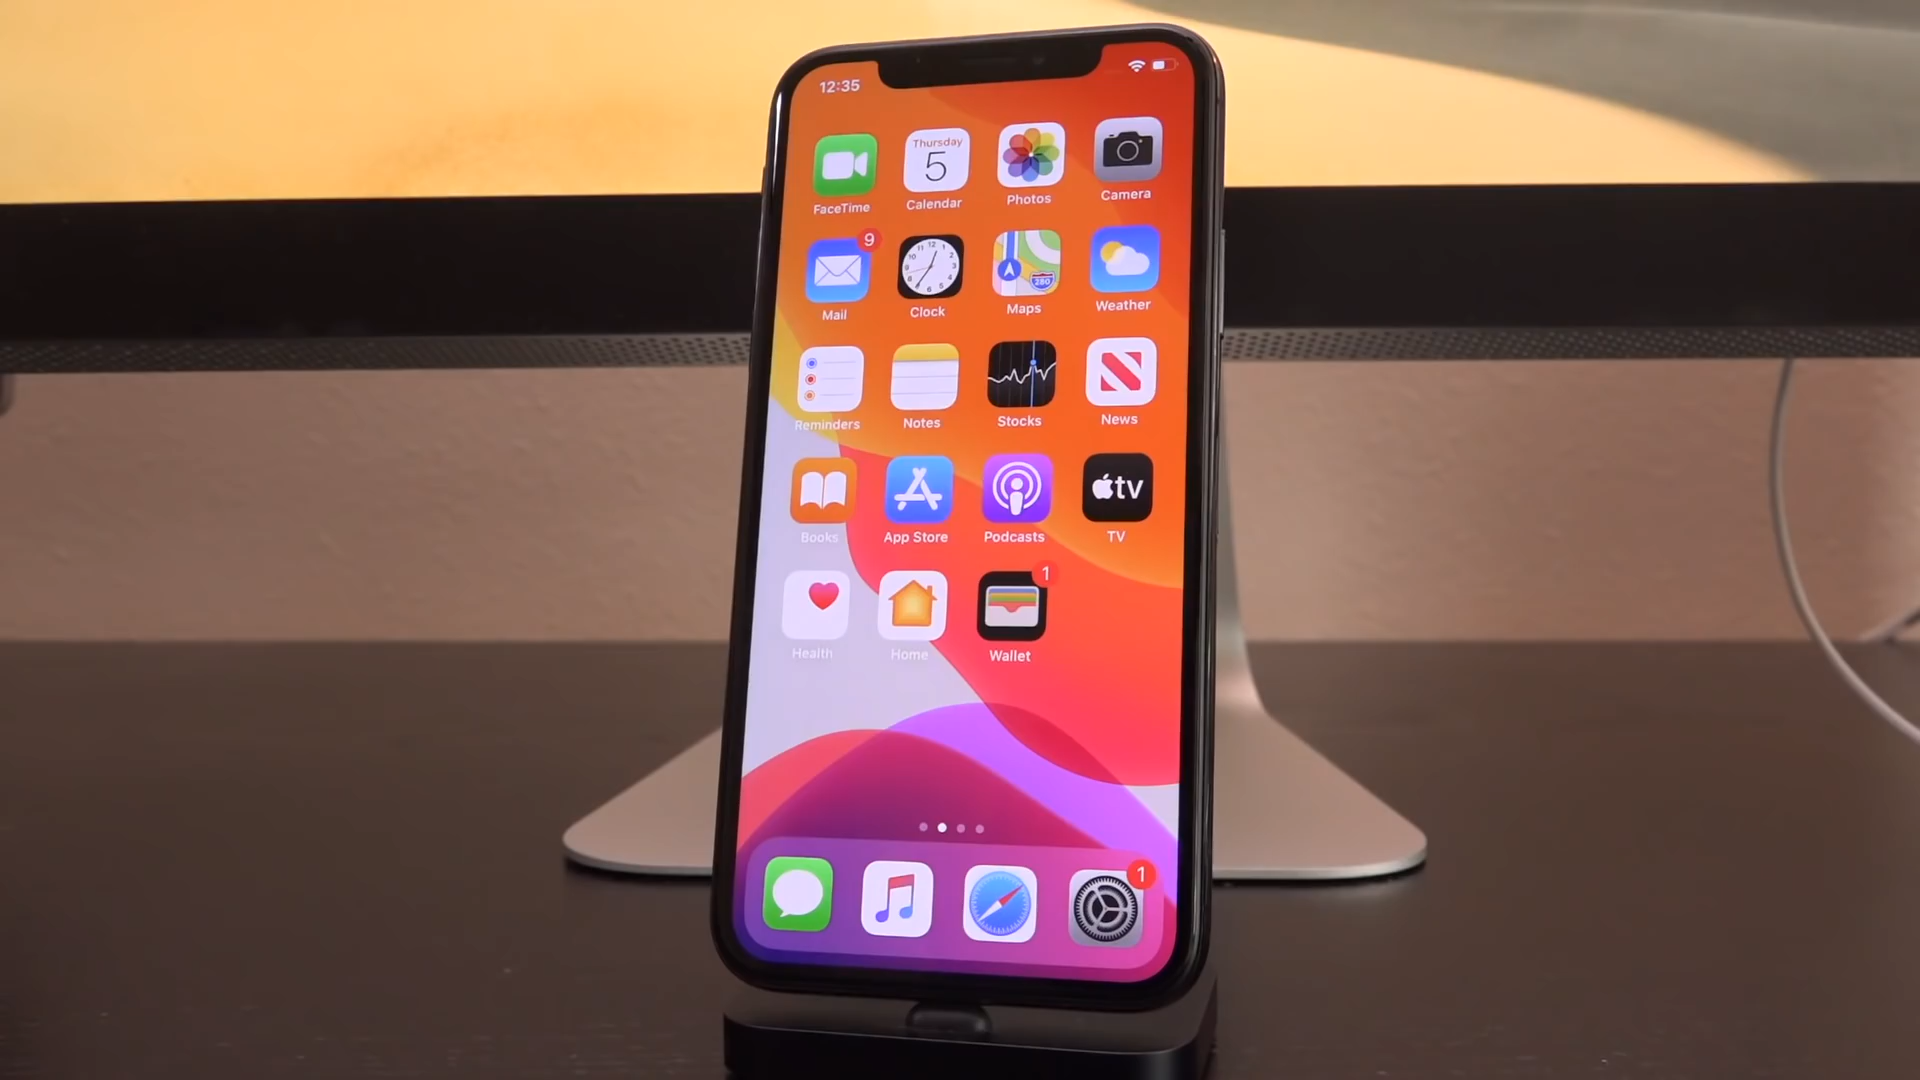 12:35
Thursday
5
FaceTime
Calendar
Photos
Camera
9
280
Mail
Clock
Maps
Weather
Reminders
Notes
Stocks
News
tv
Books
App Store
Podcasts
TV
1
Health
Home
Wallet
1